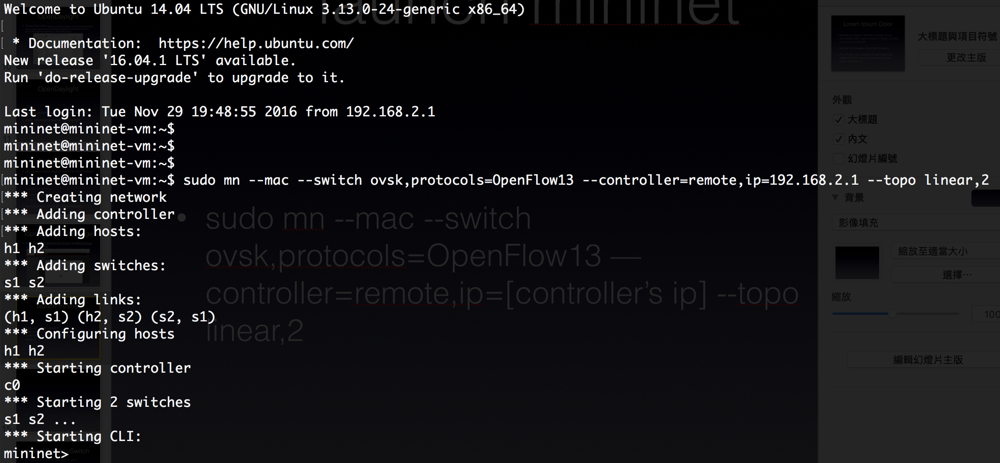 Welcome to Ubuntu 14.04 LTS (GNU/Linux 3.13.0-24-generic x86_64)
* Documentation:  https://help.ubuntu.com/
New release '16.04.1 LTS' available.
Run 'do-release-upgrade' to upgrade to it.
Last login: Tue Nov 29 19:48:55 2016 from 192.168.2.1
mininet@mininet-vm:~$
mininet@mininet-vm:~$
mininet@mininet-vm:~$
mininet@mininet-vm:~$ sudo mn --mac --switch ovsk,protocols=OpenFlow13 --controller=remote,ip=192.168.2.1 --topo linear,2
*** Creating network
*** Adding controller
*** Adding hosts:
h1 h2
*** Adding switches:
s1 s2
*** Adding links:
(h1, s1) (h2, s2) (s2, s1)
*** Configuring hosts
h1 h2
*** Starting controller
c0
*** Starting 2 switches
s1 s2 ...
*** Starting CLI:
mininet>
launch mininet
• sudo mn --mac --switch
ovsk,protocols=OpenFlow13 —
controller=remote,ip=[controller’s ip] --topo
linear,2
OpenDaylight
OpenDaylight
launch mininet
Lorem Ipsum Dolor
大標題與項目符號
更改主版
外觀
大標題
內文
幻燈片編號
背景
影像填充
縮放至適當大小
選擇⋯
縮放
100
編輯幻燈片主版